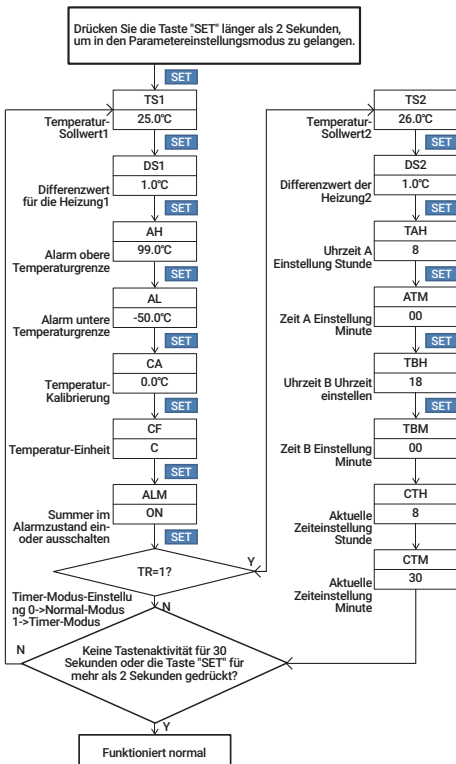 Drücken Sie die Taste "SET" länger als 2 Sekunden,
um in den Parametereinstellungsmodus zu gelangen.
SET
TS1
25.0℃
Temperatur-
Sollwert1
SET
DS1
1.0℃
Differenzwert
für die Heizung1
SET
AH
99.0℃
Alarm obere
Temperaturgrenze
SET
AL
-50.0℃
Alarm untere
Temperaturgrenze
SET
CA
0.0℃
Temperatur-
Kalibrierung
SET
CF
C
Temperatur-Einheit
SET
ALM
ON
Summer im
Alarmzustand ein-
oder ausschalten
SET
TR=1?
Y
N
Timer-Modus-Einstellu
ng 0->Normal-Modus
1->Timer-Modus
TS2
26.0℃
Temperatur-
Sollwert2
SET
DS2
1.0℃
Differenzwert der
Heizung2
SET
TAH
8
Uhrzeit A
Einstellung Stunde
SET
ATM
00
Zeit A Einstellung
Minute
SET
TBH
18
Uhrzeit B Uhrzeit
einstellen
SET
TBM
00
Zeit B Einstellung
Minute
CTH
8
Aktuelle
Zeiteinstellung
Stunde
CTM
30
Aktuelle
Zeiteinstellung
Minute
N
Keine Tastenaktivität für 30
Sekunden oder die Taste "SET" für
mehr als 2 Sekunden gedrückt?
Y
Funktioniert normal